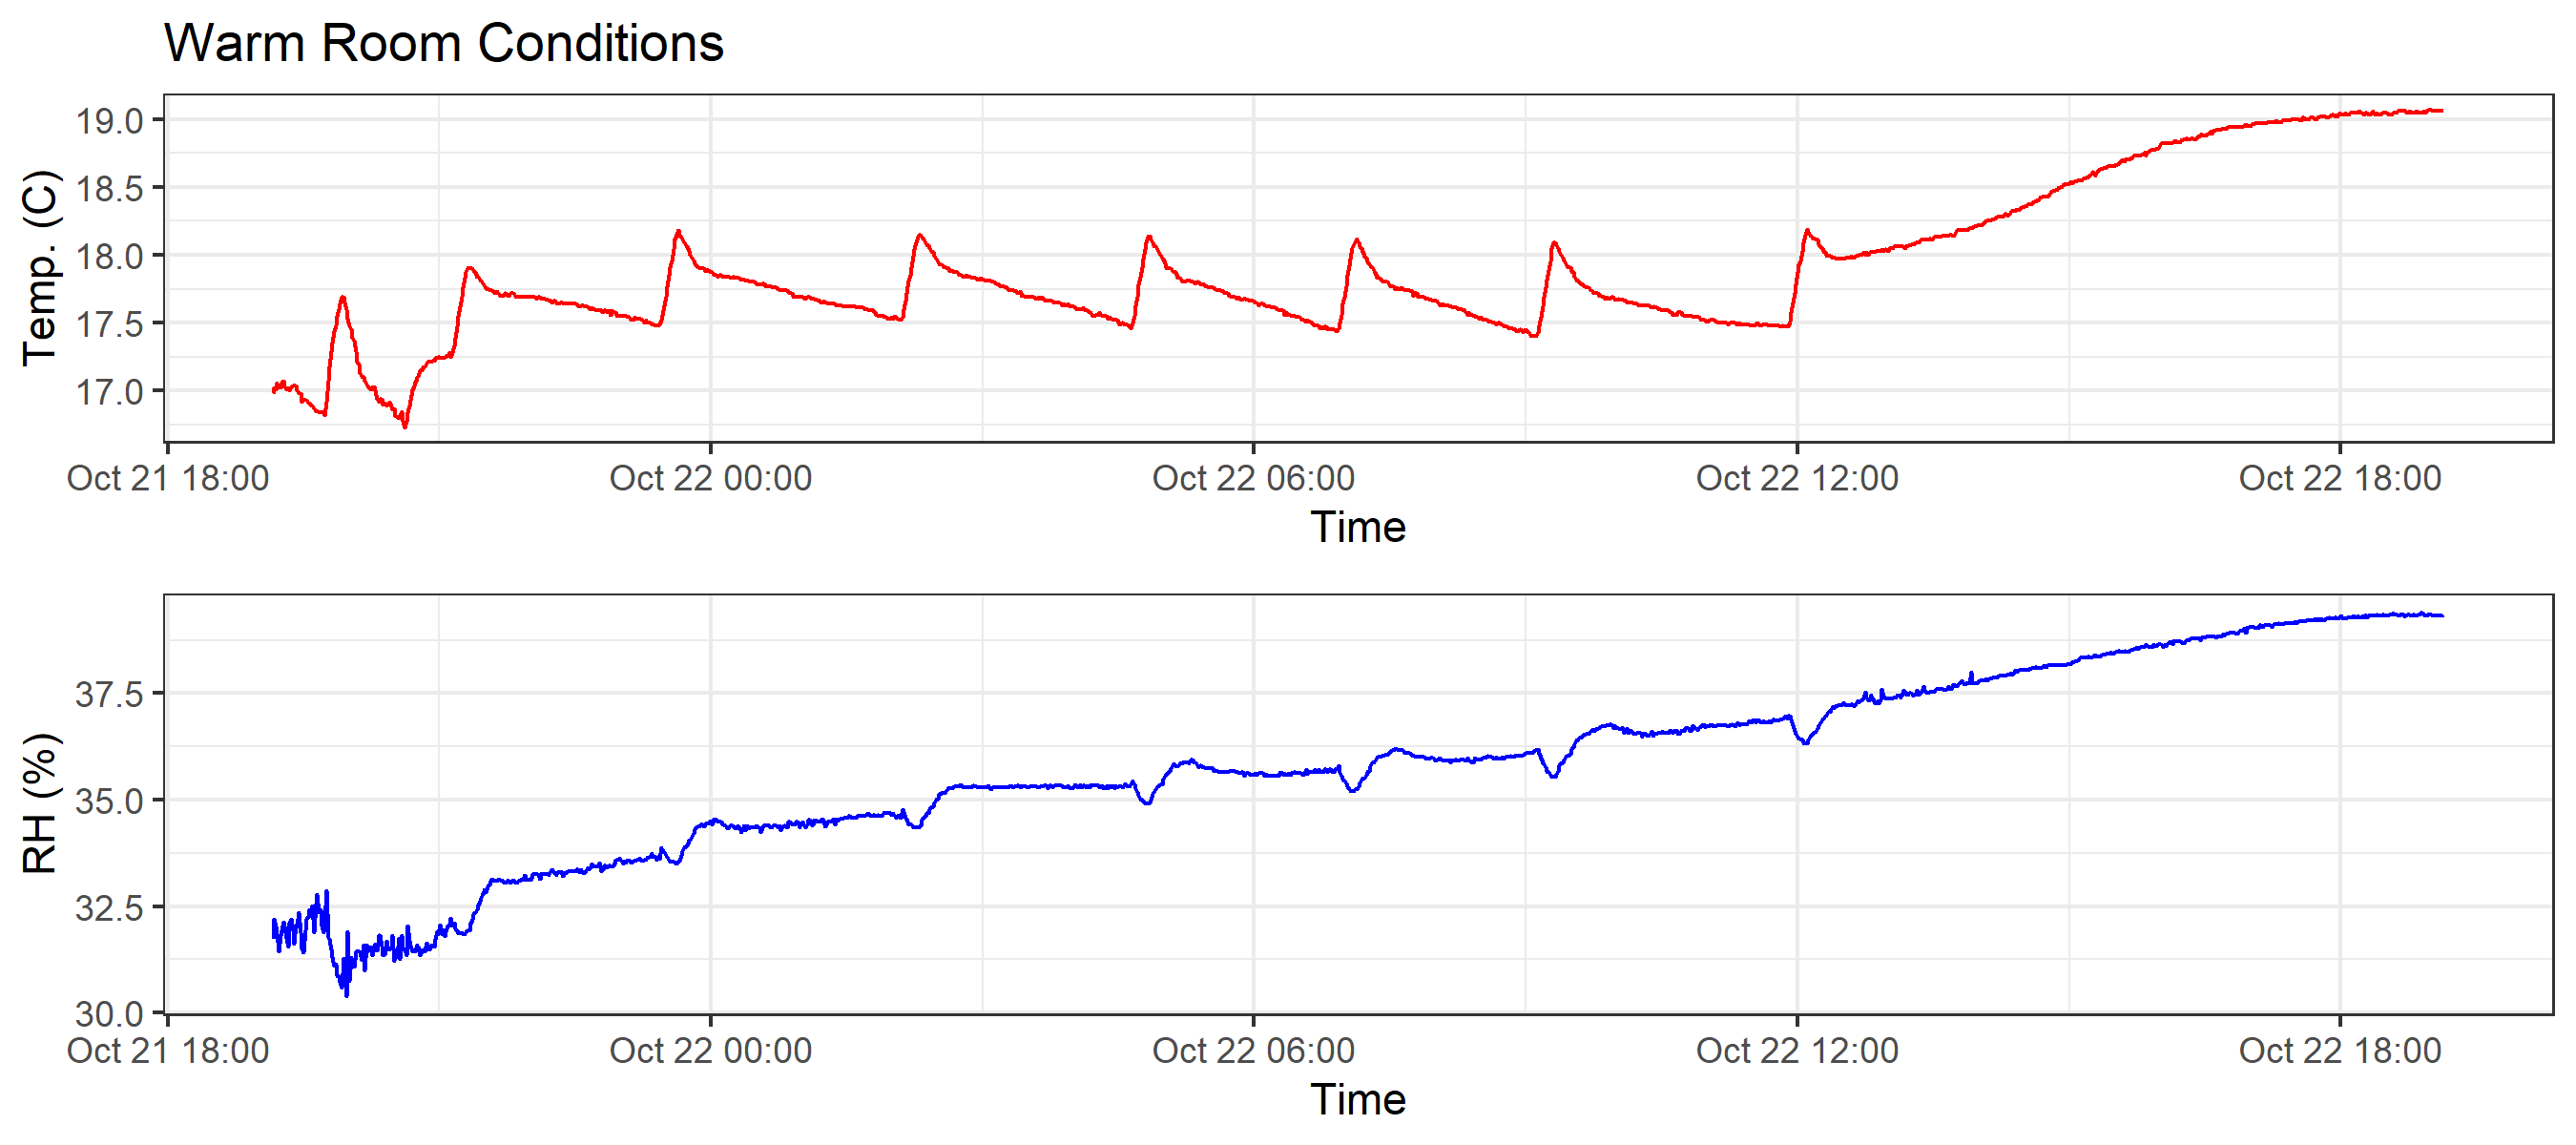 Warm Room Conditions
Temp. (C)
19.0
18.5
18.0
17.5
17.0
Oct 21 18:00 Oct 22 00:00 Oct 22 06:00 Oct 22 12:00 Oct 22 18:00
Time
RH (%)
37.5
35.0
32.5
30.0
Oct 21 18:00 Oct 22 00:00 Oct 22 06:00 Oct 22 12:00 Oct 22 18:00
Time